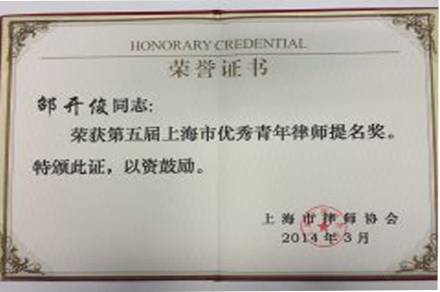 HONORARY CREDENTIAL
荣誉证书
邹开俊同志:
荣获第五届上海市优秀青年律师提名奖。
特颁此证，以资鼓励。
上海市律师协会
2014年3月